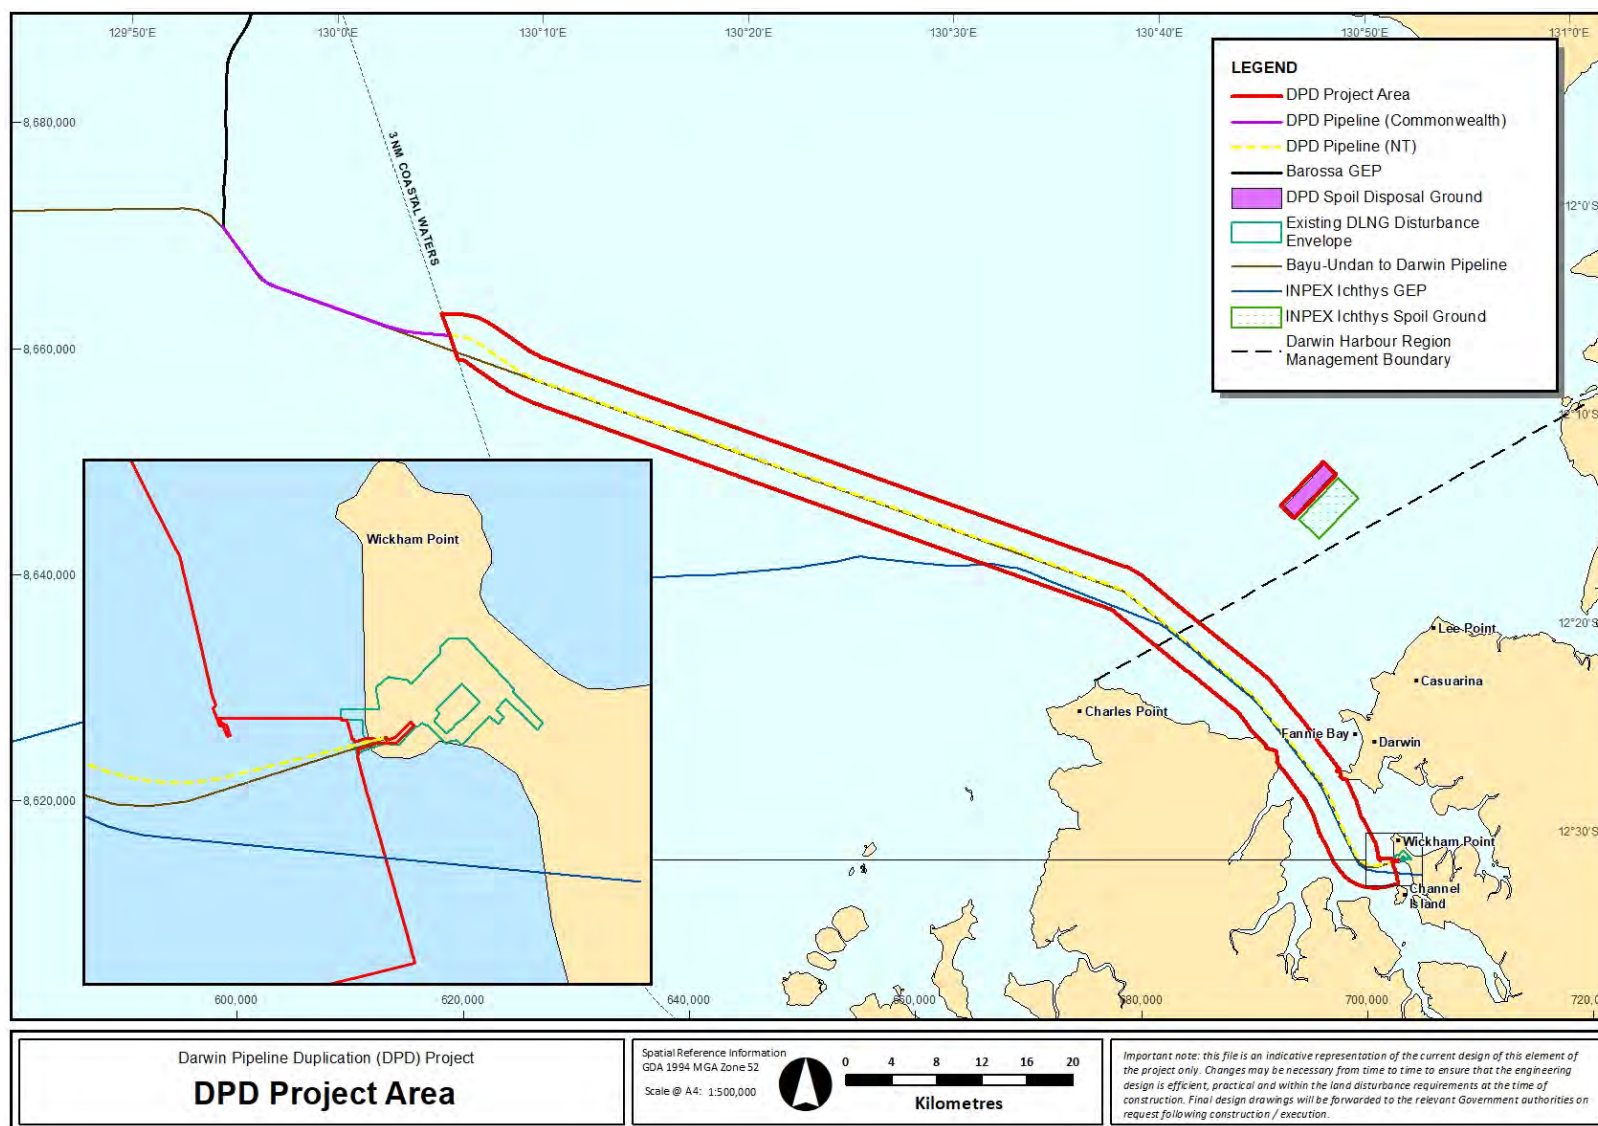 129°50'E
130°0'E
130°10'E
130°20'E
130°30'E
130°40'E
130°50'E
131°0'E
LEGEND
DPD Project Area
DPD Pipeline (Commonwealth)
DPD Pipeline (NT)
Barossa GEP
DPD Spoil Disposal Ground
Existing DLNG Disturbance
Envelope
Bayu-Undan to Darwin Pipeline
INPEX Ichthys GEP
INPEX Ichthys Spoil Ground
Darwin Harbour Region
Management Boundary
8,680,000
8,660,000
8,640,000
8,620,000
3 NM COASTAL WATERS
12°0'S
12°10'S
12°20'S
12°30'S
Wickham Point
Lee Point
Casuarina
Charles Point
Fannie Bay
Darwin
Wickham Point
Channel
Island
600,000
620,000
640,000
660,000
680,000
700,000
720,0
Darwin Pipeline Duplication (DPD) Project
DPD Project Area
Spatial Reference Information
GDA 1994 MGA Zone 52
Scale @ A4: 1:500,000
0 4 8 12 16 20
Kilometres
Important note: this file is an indicative representation of the current design of this element of
the project only. Changes may be necessary from time to time to ensure that the engineering
design is efficient, practical and within the land disturbance requirements at the time of
construction. Final design drawings will be forwarded to the relevant Government authorities on
request following construction / execution.